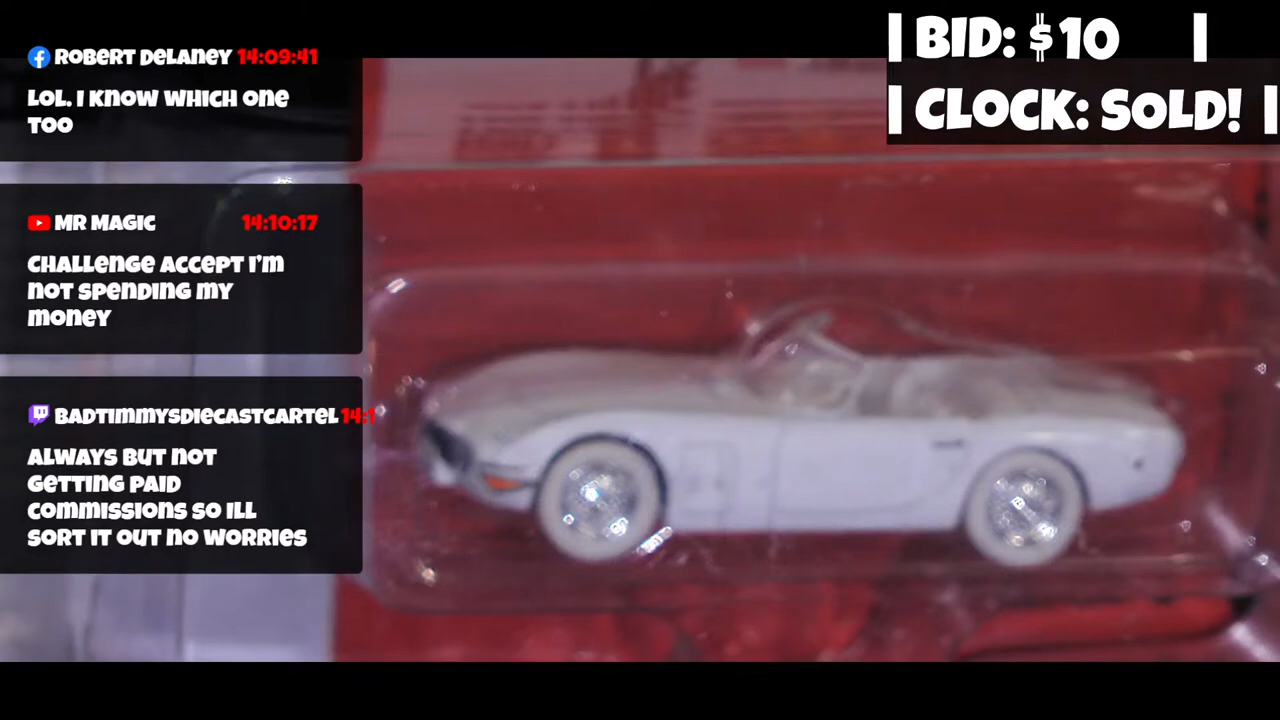 ROBERT DELANEY 14:09:41
LOL. I KNOW WHICH ONE
TOO
MR MAGIC 14:10:17
CHALLENGE ACCEPT I'M
NOT SPENDING MY
MONEY
BADTIMMYSDIECASTCARTEL 14:1
ALWAYS BUT NOT
GETTING PAID
COMMISSIONS SO ILL
SORT IT OUT NO WORRIES
| BID: $10 |
| CLOCK: SOLD! |